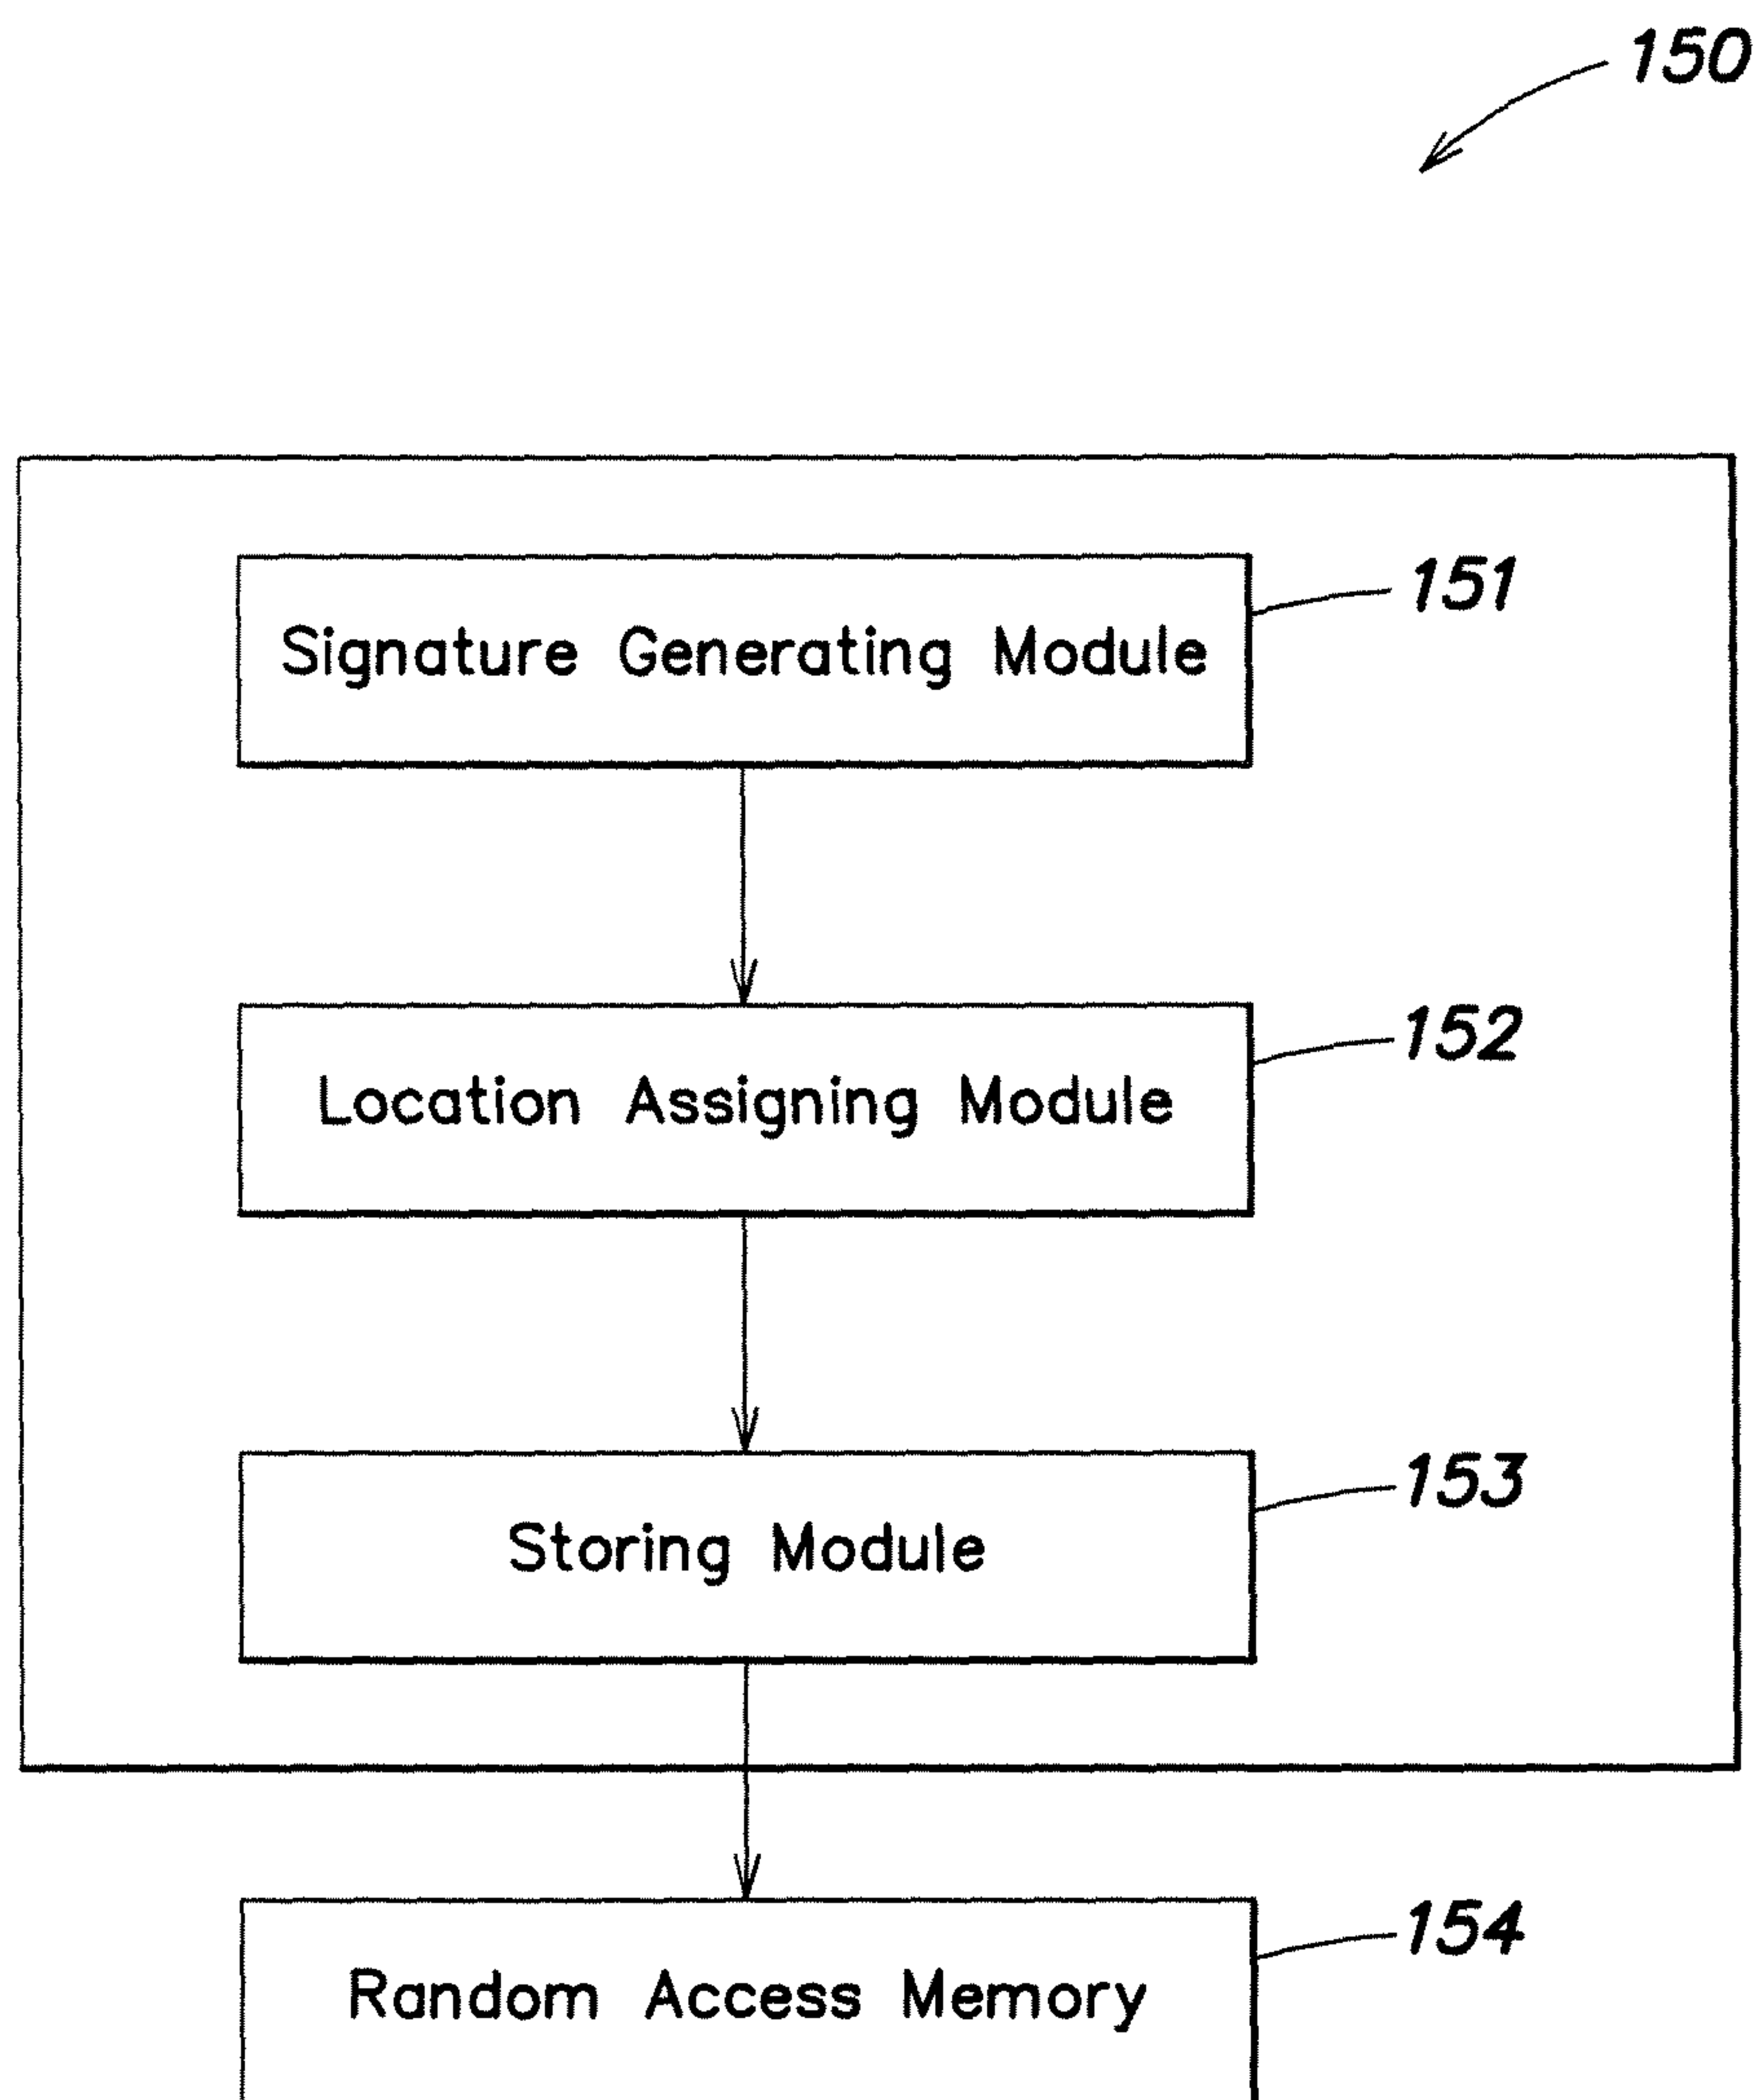 150
151
Signature Generating Module
152
Location Assigning Module
153
Storing Module
154
Random Access Memory